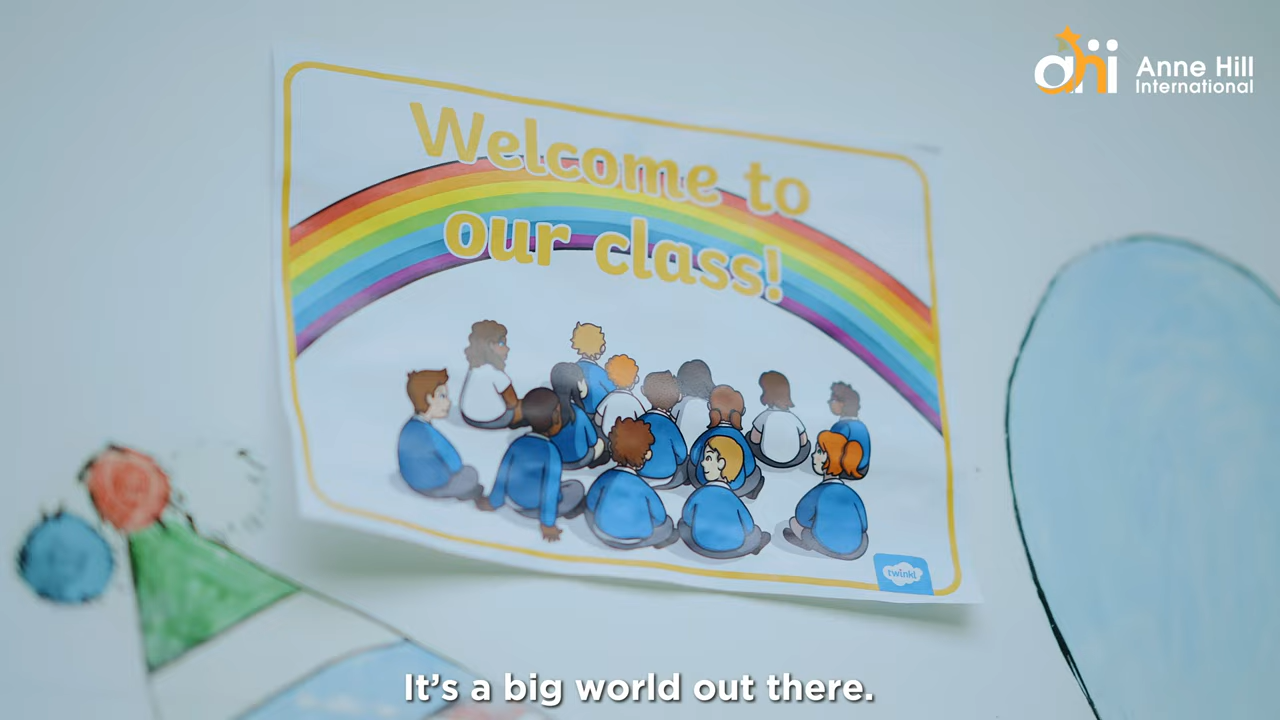 ahi Anne Hill
International
Welcome to
our class!
twinkl
It's a big world out there.